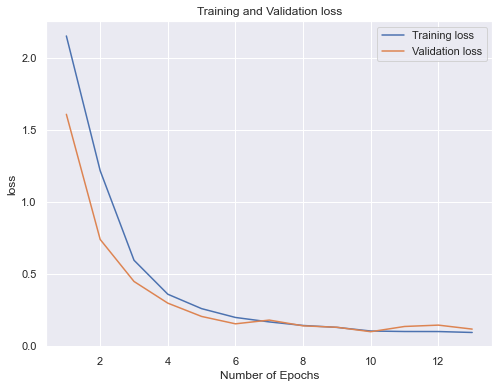 Training and Validation loss
Training loss
Validation loss
2.0
1.5
1.0
0.5
0.0
loss
2 4 6 8 10 12
Number of Epochs